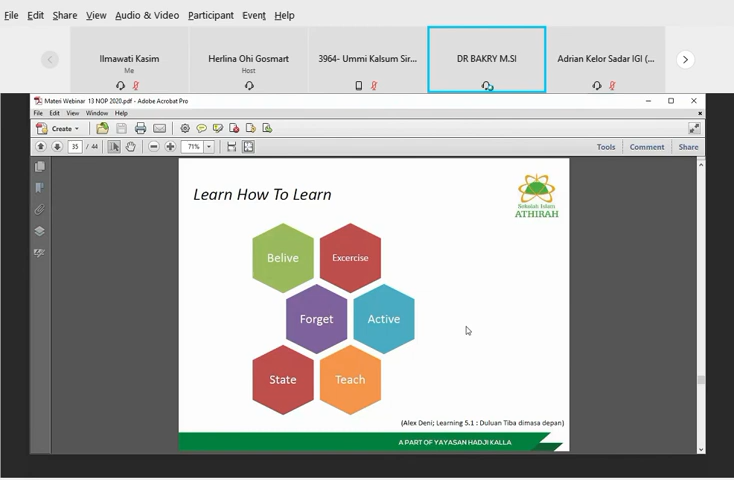 File Edit Share View Audio & Video Participant Event Help
Ilmawati Kasim
Me
Herlina Ohi Gosmart
Host
3964- Ummi Kalsum Sir...
DR BAKRY M.SI
Adrian Kelor Sadar IGI (...
Materi Webinar 13 NOP 2020.pdf - Adobe Acrobat Pro
File Edit View Window Help
Create
35 / 44
71%
Tools Comment Share
Learn How To Learn
Sekolah Islam
ATHIRAH
Belive
Excercise
Forget
Active
State
Teach
(Alex Deni; Learning 5.1 : Duluan Tiba dimasa depan)
A PART OF YAYASAN HADJI KALLA